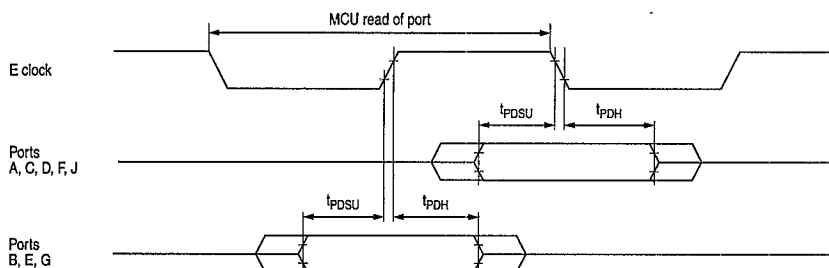 MCU read of port
E clock
tPDSU
tPDH
Ports
A, C, D, F, J
tPDSU
tPDH
Ports
B, E, G